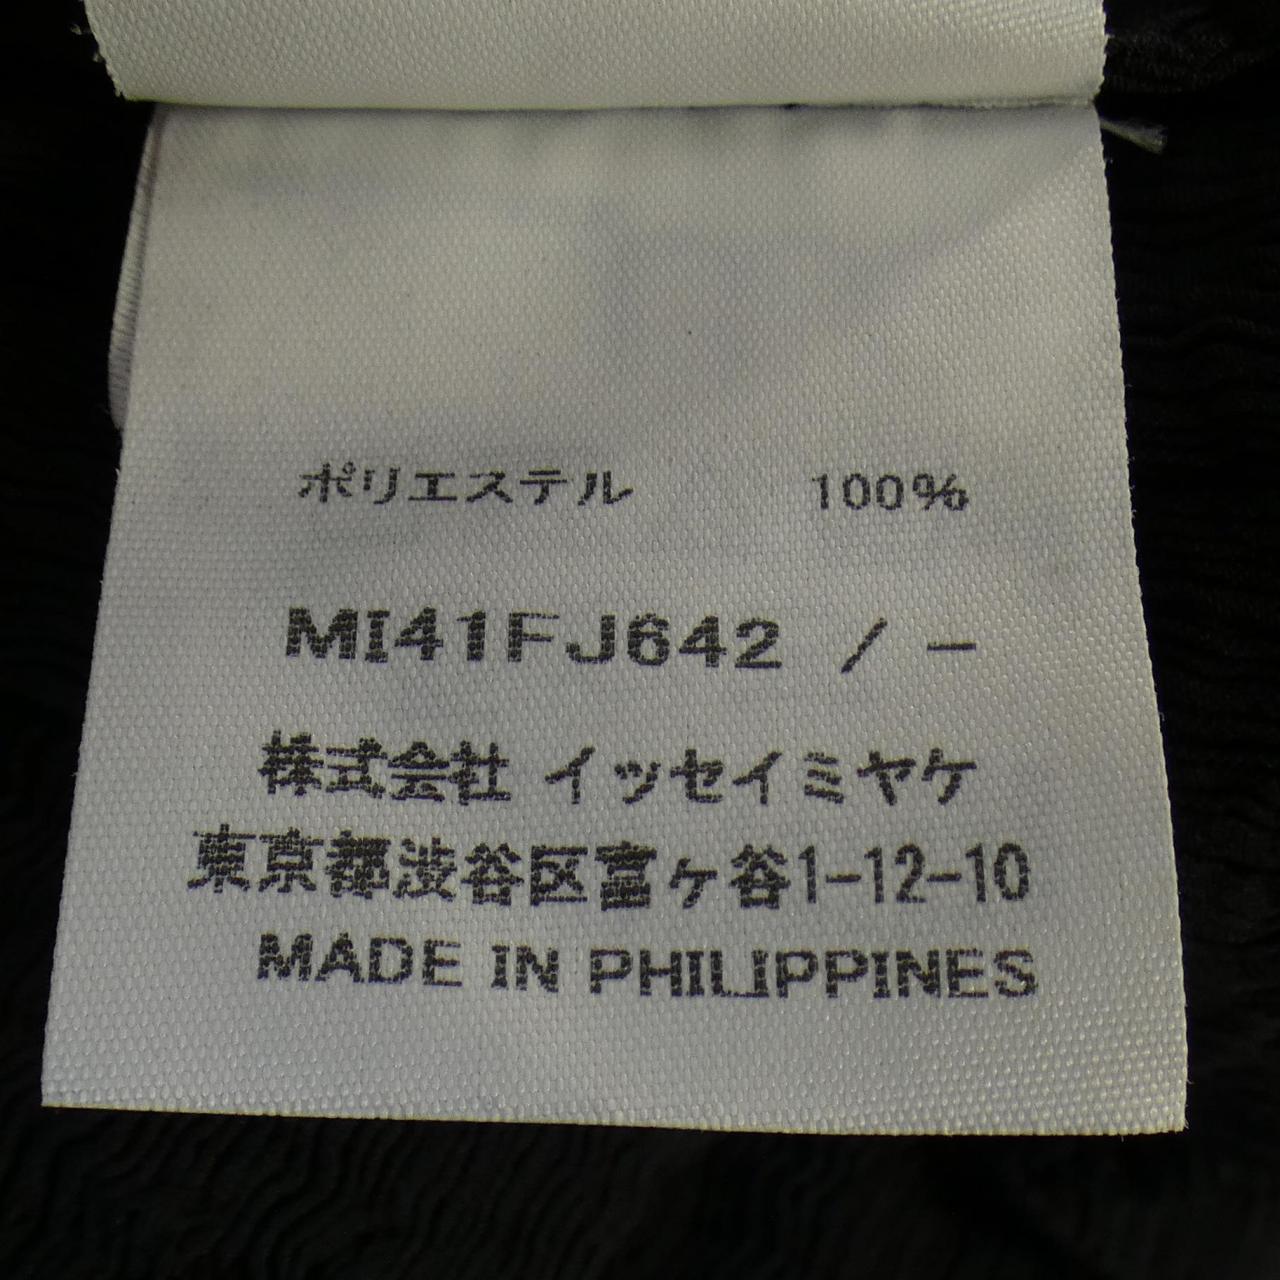 ポリエステル 100%
MI41FJ642 / -
株式会社 イッセイミヤケ
東京都渋谷区富ヶ谷1-12-10
MADE IN PHILIPPINES